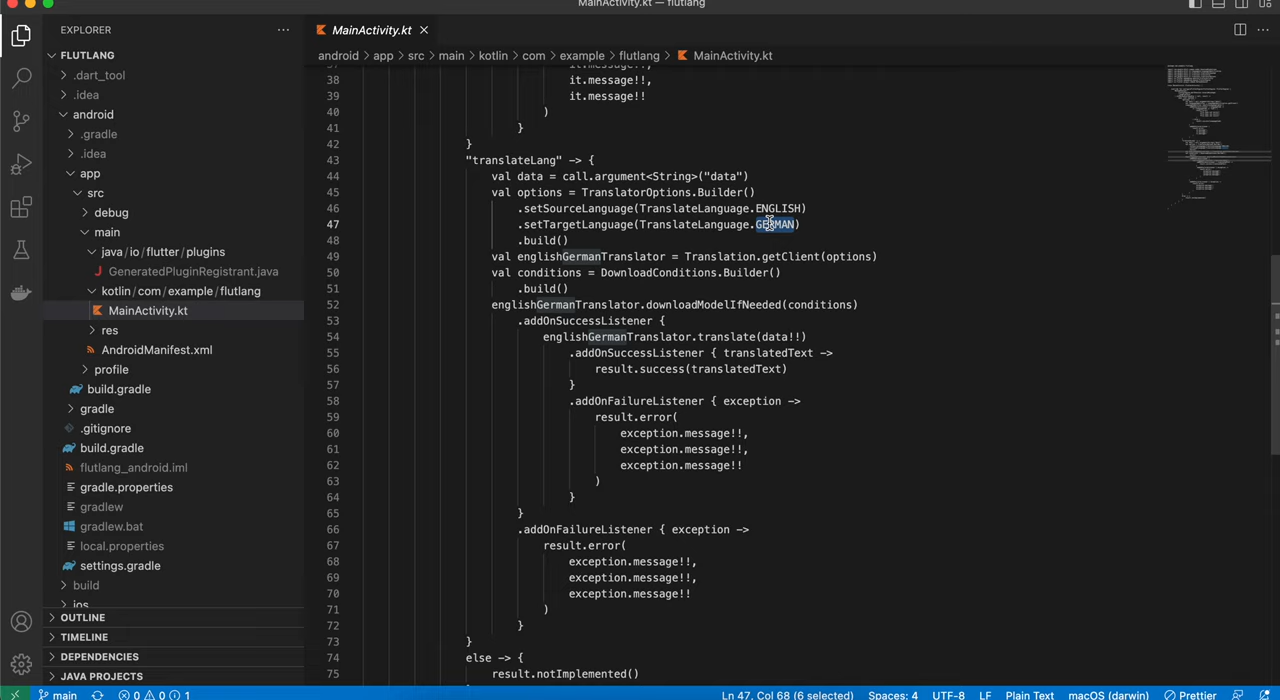 MainActivity.kt — flutlang
EXPLORER
FLUTLANG
.dart_tool
.idea
android
.gradle
.idea
app
src
debug
main
java/io/flutter/plugins
GeneratedPluginRegistrant.java
kotlin/com/example/flutlang
MainActivity.kt
res
AndroidManifest.xml
profile
build.gradle
gradle
.gitignore
build.gradle
flutlang_android.iml
gradle.properties
gradlew
gradlew.bat
local.properties
settings.gradle
build
ios
OUTLINE
TIMELINE
DEPENDENCIES
JAVA PROJECTS
MainActivity.kt
android > app > src > main > kotlin > com > example > flutlang > MainActivity.kt
37 it.message!!,
38 it.message!!,
39 it.message!!
40 )
41 }
42 }
43 "translateLang" -> {
44 val data = call.argument<String>("data")
45 val options = TranslatorOptions.Builder()
46 .setSourceLanguage(TranslateLanguage.ENGLISH)
47 .setTargetLanguage(TranslateLanguage.GERMAN)
48 .build()
49 val englishGermanTranslator = Translation.getClient(options)
50 val conditions = DownloadConditions.Builder()
51 .build()
52 englishGermanTranslator.downloadModelIfNeeded(conditions)
53 .addOnSuccessListener {
54 englishGermanTranslator.translate(data!!)
55 .addOnSuccessListener { translatedText ->
56 result.success(translatedText)
57 }
58 .addOnFailureListener { exception ->
59 result.error(
60 exception.message!!,
61 exception.message!!,
62 exception.message!!
63 )
64 }
65 }
66 .addOnFailureListener { exception ->
67 result.error(
68 exception.message!!,
69 exception.message!!,
70 exception.message!!
71 )
72 }
73 }
74 else -> {
75 result.notImplemented()
main 0 0 1 Ln 47, Col 68 (6 selected) Spaces: 4 UTF-8 LF Plain Text macOS (darwin) Prettier